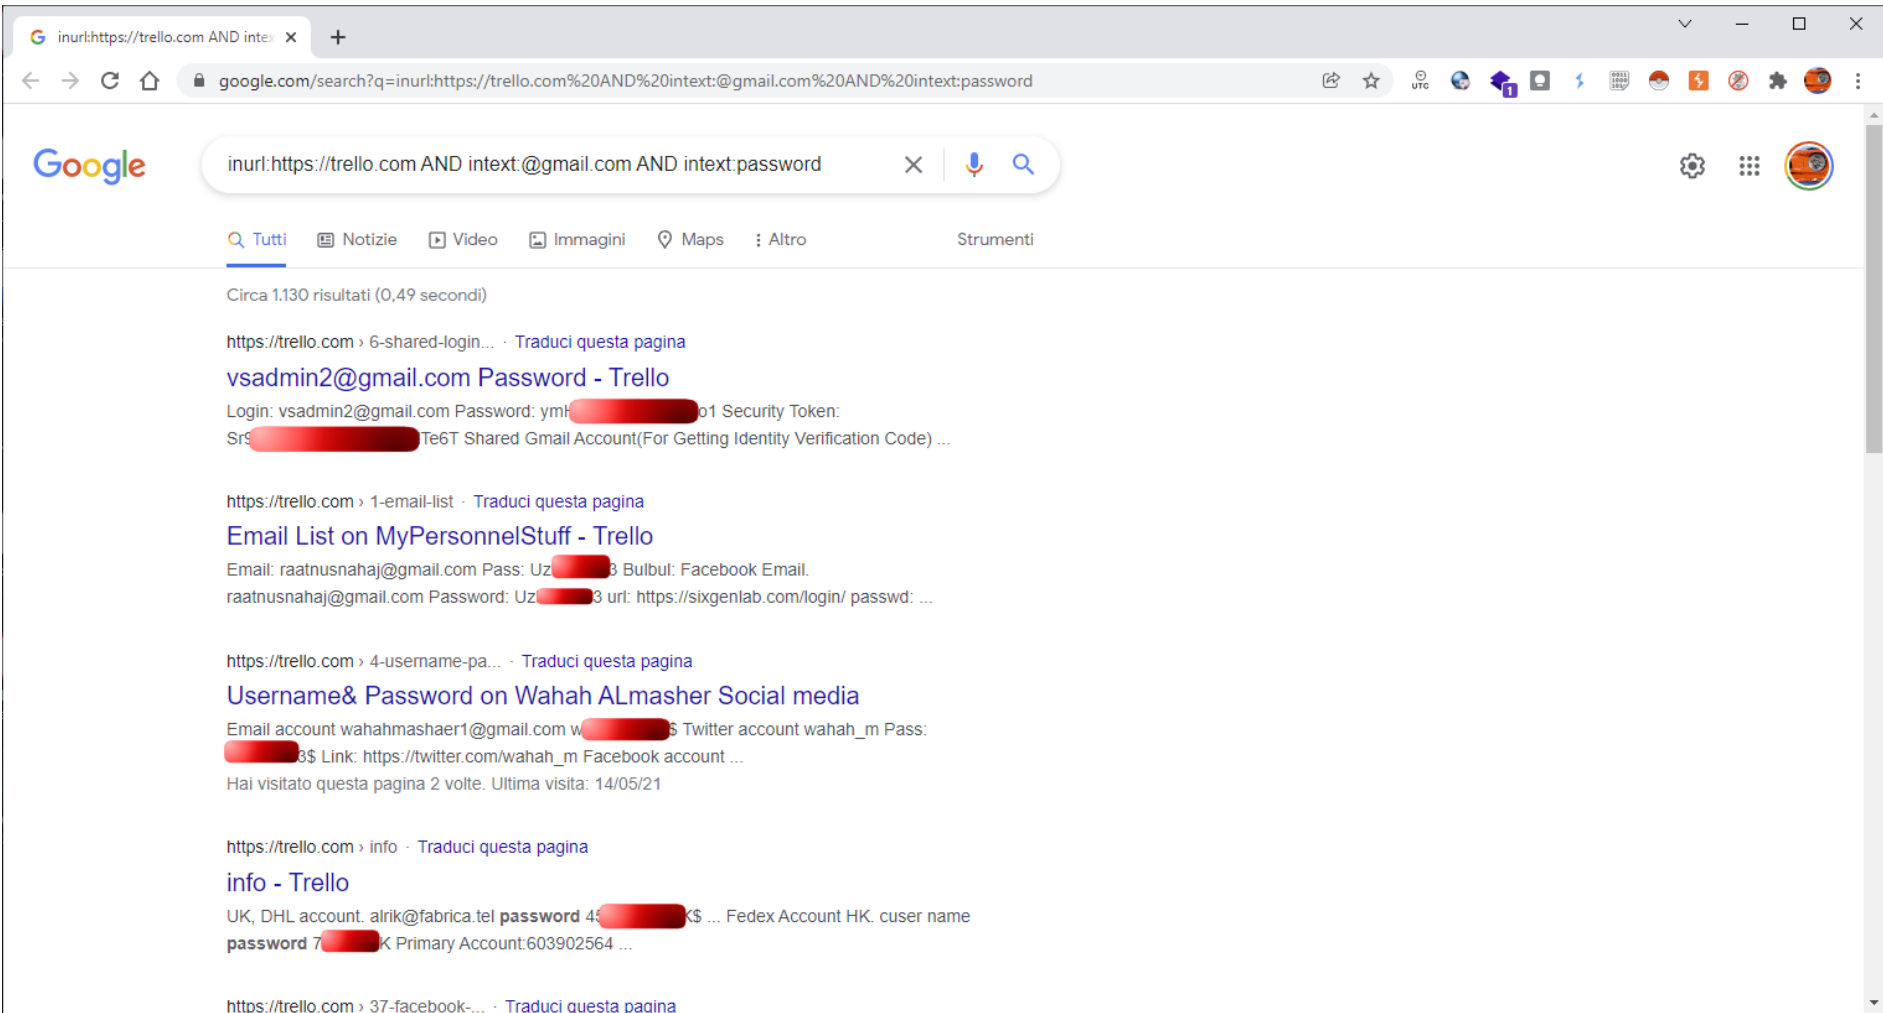 inurl:https://trello.com AND inte
google.com/search?q=inurl:https://trello.com%20AND%20intext:@gmail.com%20AND%20intext:password
UTC
1
Google
inurl:https://trello.com AND intext:@gmail.com AND intext:password
Tutti Notizie Video Immagini Maps Altro Strumenti
Circa 1.130 risultati (0,49 secondi)
https://trello.com › 6-shared-login... · Traduci questa pagina
vsadmin2@gmail.com Password - Trello
Login: vsadmin2@gmail.com Password: ym o1 Security Token:
Sr Te6T Shared Gmail Account(For Getting Identity Verification Code) ...
https://trello.com › 1-email-list · Traduci questa pagina
Email List on MyPersonnelStuff - Trello
Email: raatnusnahaj@gmail.com Pass: Uz 3 Bulbul: Facebook Email.
raatnusnahaj@gmail.com Password: Uz 3 url: https://sixgenlab.com/login/ passwd: ...
https://trello.com › 4-username-pa... · Traduci questa pagina
Username& Password on Wahah ALmasher Social media
Email account wahahmashaer1@gmail.com w $ Twitter account wahah_m Pass:
3$ Link: https://twitter.com/wahah_m Facebook account ...
Hai visitato questa pagina 2 volte. Ultima visita: 14/05/21
https://trello.com › info · Traduci questa pagina
info - Trello
UK, DHL account. alrik@fabrica.tel password 4 K$ ... Fedex Account HK. cuser name
password 7 K Primary Account:603902564 ...
https://trello.com › 37-facebook-... · Traduci questa pagina